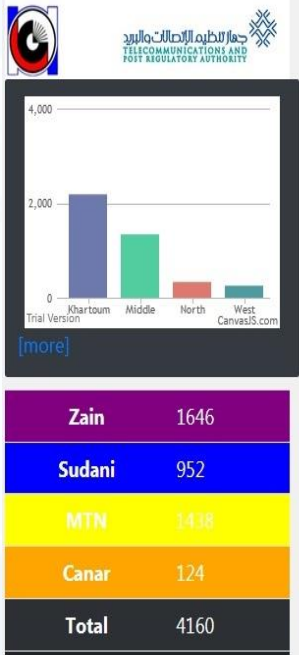 جهاز تنظيم الإتصالات والبريد
TELECOMMUNICATIONS AND
POST REGULATORY AUTHORITY
4,000
2,000
0
Khartoum Middle North West
Trial Version CanvasJS.com
[more]
Zain 1646
Sudani 952
MTN 1438
Canar 124
Total 4160